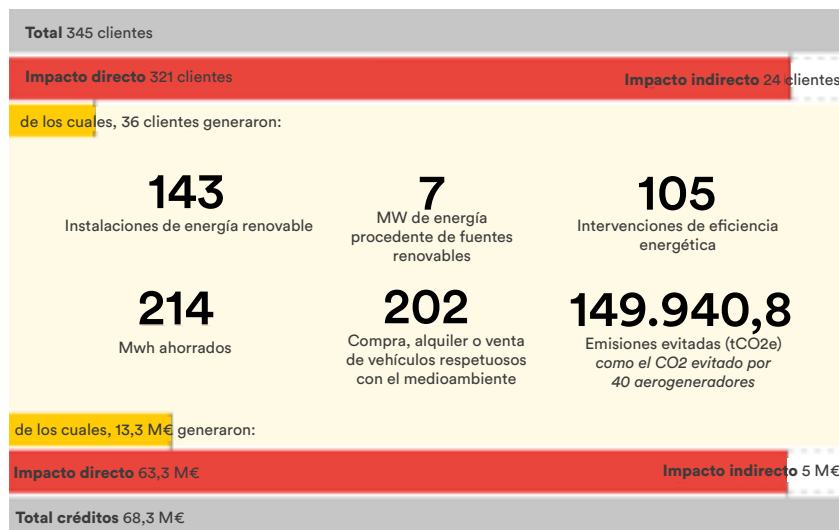 Total 345 clientes
Impacto directo 321 clientes
Impacto indirecto 24 clientes
de los cuales, 36 clientes generaron:
143
Instalaciones de energía renovable
7
MW de energía
procedente de fuentes
renovables
105
Intervenciones de eficiencia
energética
214
Mwh ahorrados
202
Compra, alquiler o venta
de vehículos respetuosos
con el medioambiente
149.940,8
Emisiones evitadas (tCO2e)
como el CO2 evitado por
40 aerogeneradores
de los cuales, 13,3 M€ generaron:
Impacto directo 63,3 M€
Impacto indirecto 5 M€
Total créditos 68,3 M€